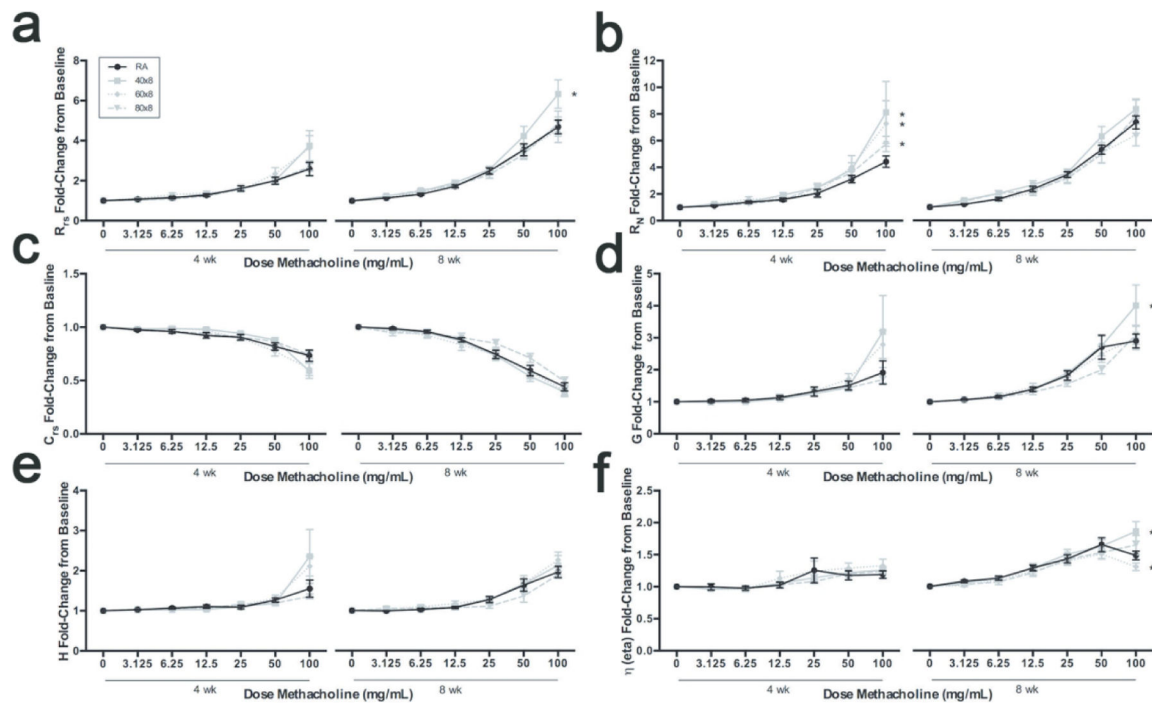 a
R_rs Fold-Change from Baseline
8
6
4
2
0
RA
40x8
60x8
80x8
*
0 3.125 6.25 12.5 25 50 100 0 3.125 6.25 12.5 25 50 100
4 wk Dose Methacholine (mg/mL) 8 wk
b
R_N Fold-Change from Baseline
12
10
8
6
4
2
0
*
*
*
0 3.125 6.25 12.5 25 50 100 0 3.125 6.25 12.5 25 50 100
4 wk Dose Methacholine (mg/mL) 8 wk
c
C_rs Fold-Change from Basline
1.5
1.0
0.5
0.0
0 3.125 6.25 12.5 25 50 100 0 3.125 6.25 12.5 25 50 100
4 wk Dose Methacholine (mg/mL) 8 wk
d
G Fold-Change from Baseline
5
4
3
2
1
0
*
0 3.125 6.25 12.5 25 50 100 0 3.125 6.25 12.5 25 50 100
4 wk Dose Methacholine (mg/mL) 8 wk
e
H Fold-Change from Baseline
4
3
2
1
0
0 3.125 6.25 12.5 25 50 100 0 3.125 6.25 12.5 25 50 100
4 wk Dose Methacholine (mg/mL) 8 wk
f
η (eta) Fold-Change from Baseline
2.5
2.0
1.5
1.0
0.5
0.0
*
*
0 3.125 6.25 12.5 25 50 100 0 3.125 6.25 12.5 25 50 100
4 wk Dose Methacholine (mg/mL) 8 wk